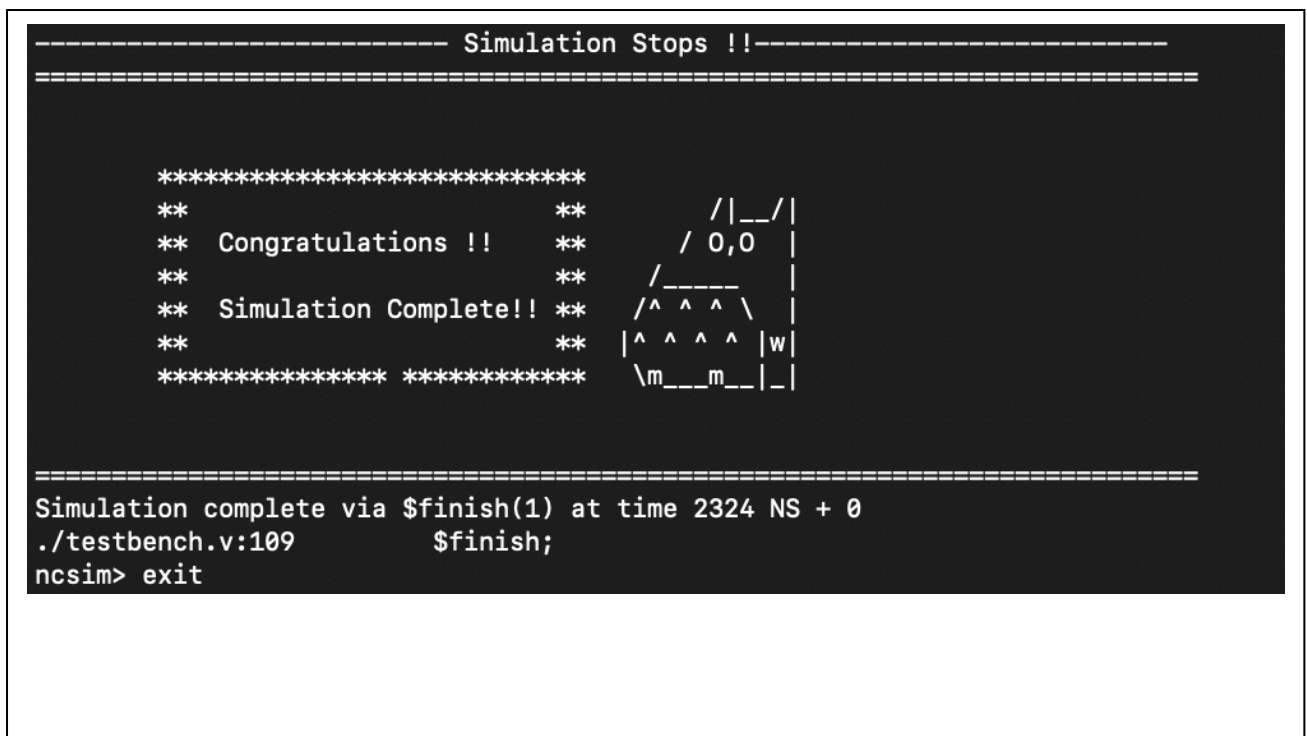 --------------------------- Simulation Stops !!---------------------------
============================================================================
        ****************************
        **                        **        /|__/|
        **  Congratulations !!    **      / O,O  |
        **                        **    /_____   |
        **  Simulation Complete!! **   /^ ^ ^ \  |
        **                        **  |^ ^ ^ ^ |w|
        *************** ************   \m___m__|_|
============================================================================
Simulation complete via $finish(1) at time 2324 NS + 0
./testbench.v:109         $finish;
ncsim> exit